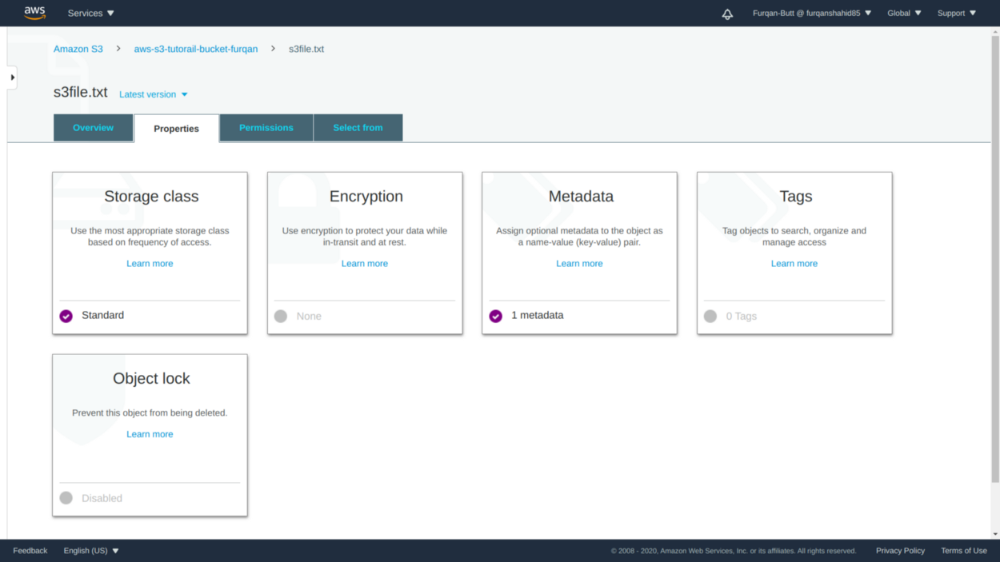 aws Services Furqan-Butt @ furqanshahid85 Global Support
Amazon S3 > aws-s3-tutorail-bucket-furqan > s3file.txt
s3file.txt Latest version
Overview Properties Permissions Select from
Storage class
Use the most appropriate storage class
based on frequency of access.
Learn more
Standard
Encryption
Use encryption to protect your data while
in-transit and at rest.
Learn more
None
Metadata
Assign optional metadata to the object as
a name-value (key-value) pair.
Learn more
1 metadata
Tags
Tag objects to search, organize and
manage access
Learn more
0 Tags
Object lock
Prevent this object from being deleted.
Learn more
Disabled
Feedback English (US) © 2008 - 2020, Amazon Web Services, Inc. or its affiliates. All rights reserved. Privacy Policy Terms of Use